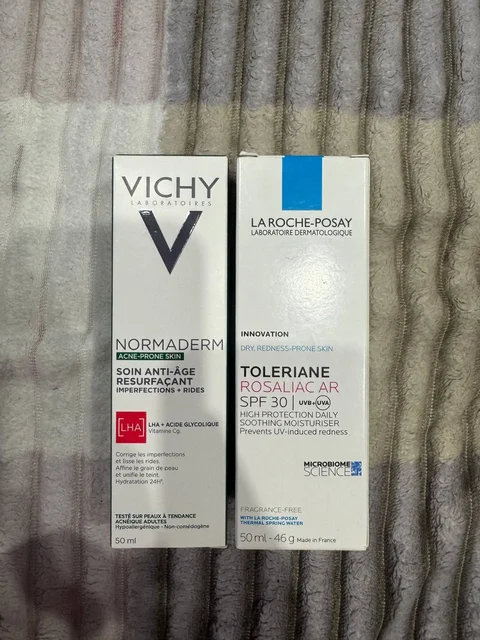 VICHY
LABORATOIRES
NORMADERM
ACNE-PRONE SKIN
SOIN ANTI-ÂGE
RESURFAÇANT
IMPERFECTIONS + RIDES
LHA
LHA + ACIDE GLYCOLIQUE
Vitamine Cg
Corrige les imperfections
et lisse les rides.
Affine le grain de peau
et unifie le teint.
Hydratation 24H
TESTÉ SUR PEAUX À TENDANCE
ACNÉIQUE ADULTES
Hypoallergénique - Non-comédogène
50 ml
LA ROCHE-POSAY
LABORATOIRE DERMATOLOGIQUE
INNOVATION
DRY, REDNESS-PRONE SKIN
TOLERIANE
ROSALIAC AR
SPF 30 | UVB+UVA
HIGH PROTECTION DAILY
SOOTHING MOISTURISER
Prevents UV-induced redness
MICROBIOME
SCIENCE
FRAGRANCE-FREE
WITH LA ROCHE-POSAY
THERMAL SPRING WATER
50 ml - 46 g Made in France